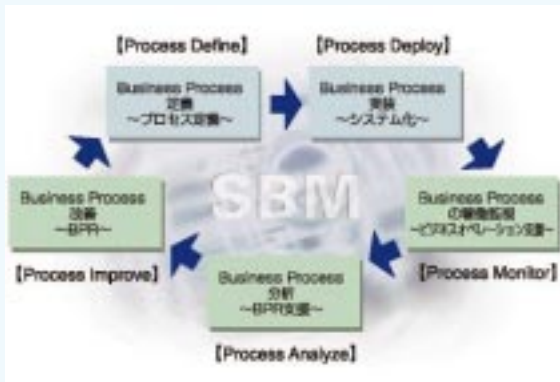 【Process Define】
Business Process
定義
～プロセス定義～
【Process Deploy】
Business Process
実装
～システム化～
Business Process
の稼働監視
～ビジネスオペレーション支援～
【Process Monitor】
Business Process
分析
～BPR支援～
【Process Analyze】
Business Process
改善
～BPR～
【Process Improve】
SBM